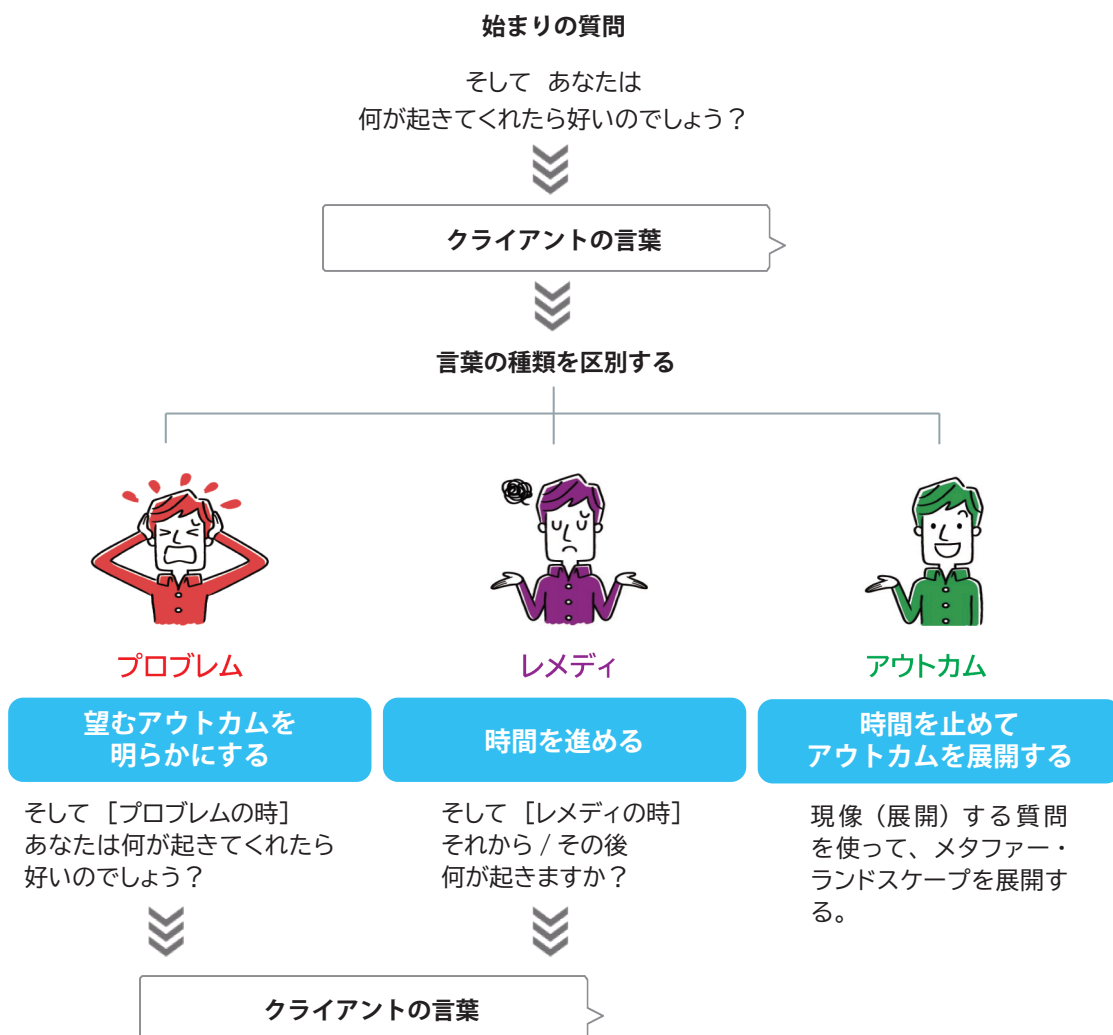 始まりの質問
そして あなたは
何が起きてくれたら好いのでしょう？
クライアントの言葉
言葉の種類を区別する
プロブレム
レメディ
アウトカム
望むアウトカムを
明らかにする
時間を進める
時間を止めて
アウトカムを展開する
そして [プロブレムの時]
あなたは何が起きてくれたら
好いのでしょう？
そして [レメディの時]
それから / その後
何が起きますか？
現像（展開）する質問
を使って、メタファー・
ランドスケープを展開す
る。
クライアントの言葉